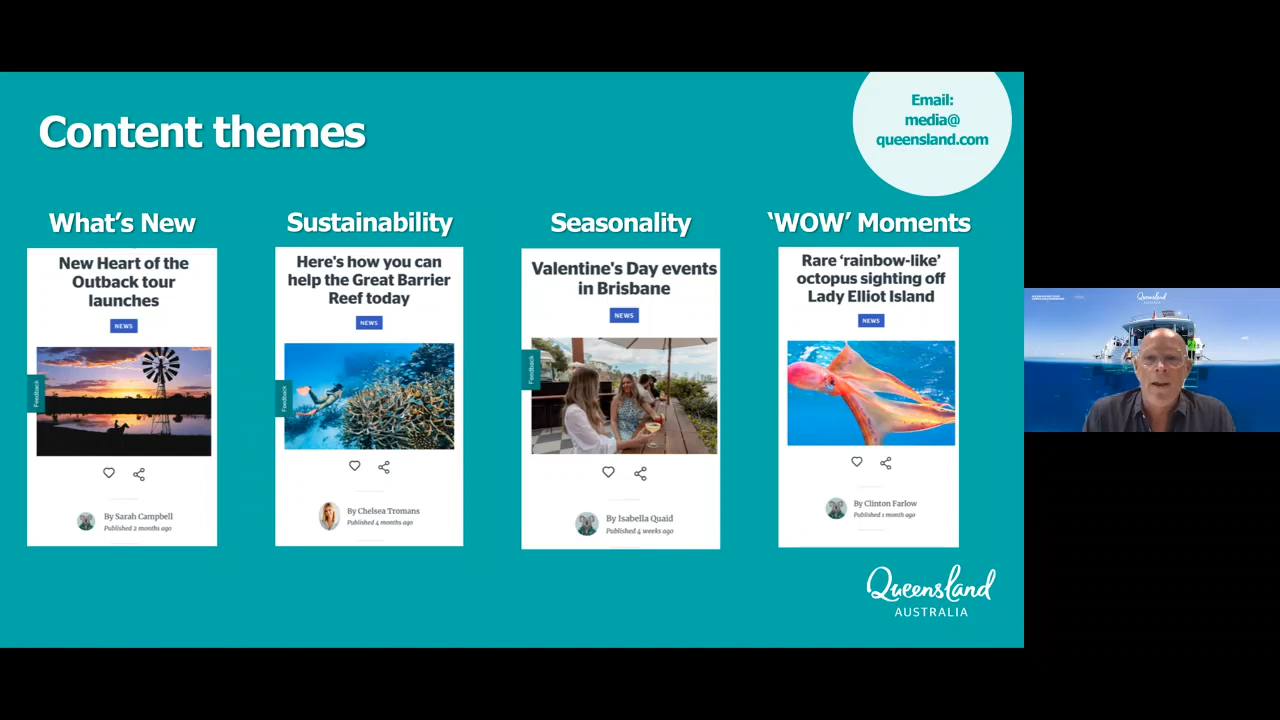 Content themes
Email:
media@
queensland.com
What's New
New Heart of the
Outback tour
launches
NEWS
Feedback
By Sarah Campbell
Published 2 months ago
Sustainability
Here's how you can
help the Great Barrier
Reef today
NEWS
Feedback
By Chelsea Tromans
Published 4 months ago
Seasonality
Valentine's Day events
in Brisbane
NEWS
Feedback
By Isabella Quaid
Published 4 weeks ago
‘WOW’ Moments
Rare ‘rainbow-like’
octopus sighting off
Lady Elliot Island
NEWS
By Clinton Farlow
Published 1 month ago
Queensland
AUSTRALIA
Queensland